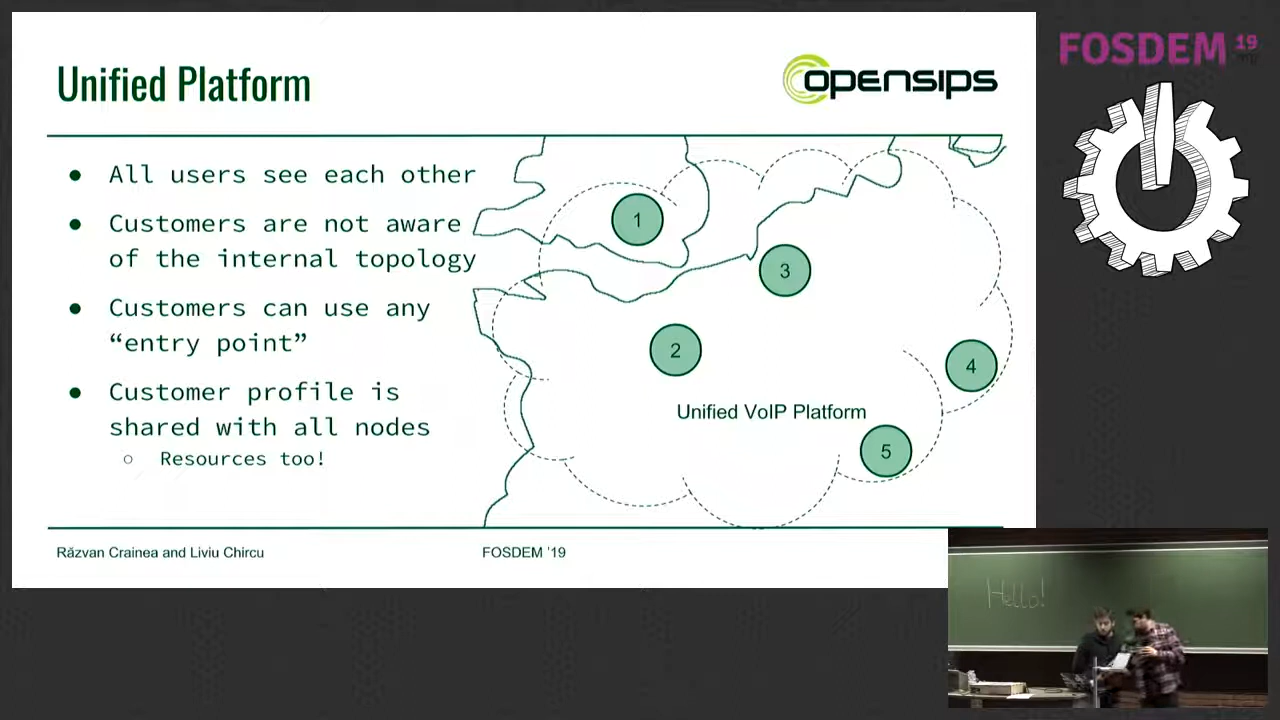 Unified Platform
opensips
FOSDEM 19
● All users see each other
● Customers are not aware
of the internal topology
● Customers can use any
“entry point”
● Customer profile is
shared with all nodes
○ Resources too!
1
3
2
4
Unified VoIP Platform
5
Răzvan Crainea and Liviu Chircu
FOSDEM '19
Hello!